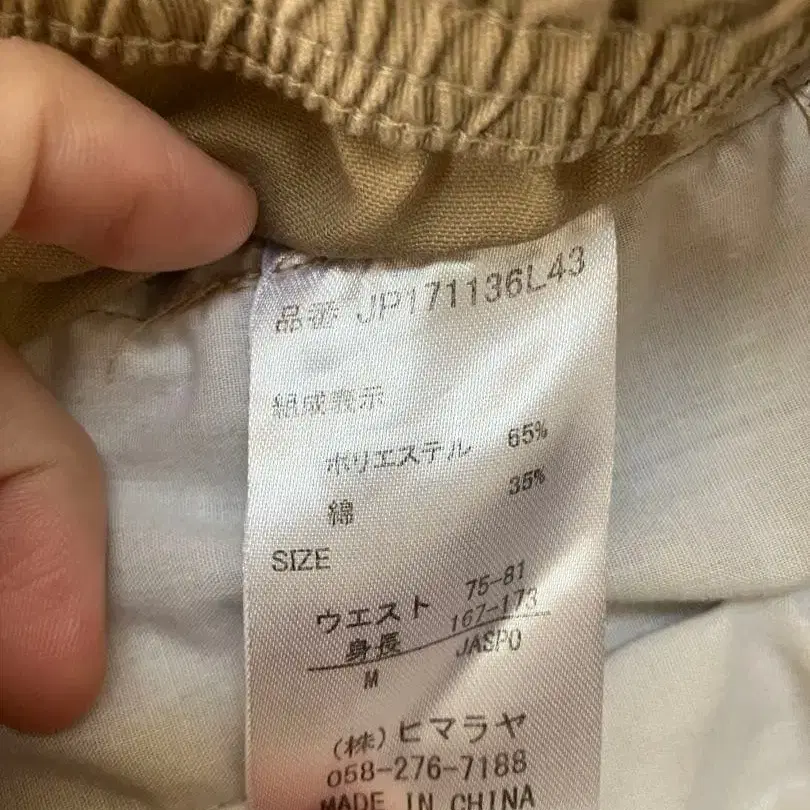 品番 JP171136L43
組成表示
ポリエステル 65%
綿 35%
SIZE
ウエスト 75-81
身長 167-173
M JASPO
(株)ヒマラヤ
058-276-7188
MADE IN CHINA